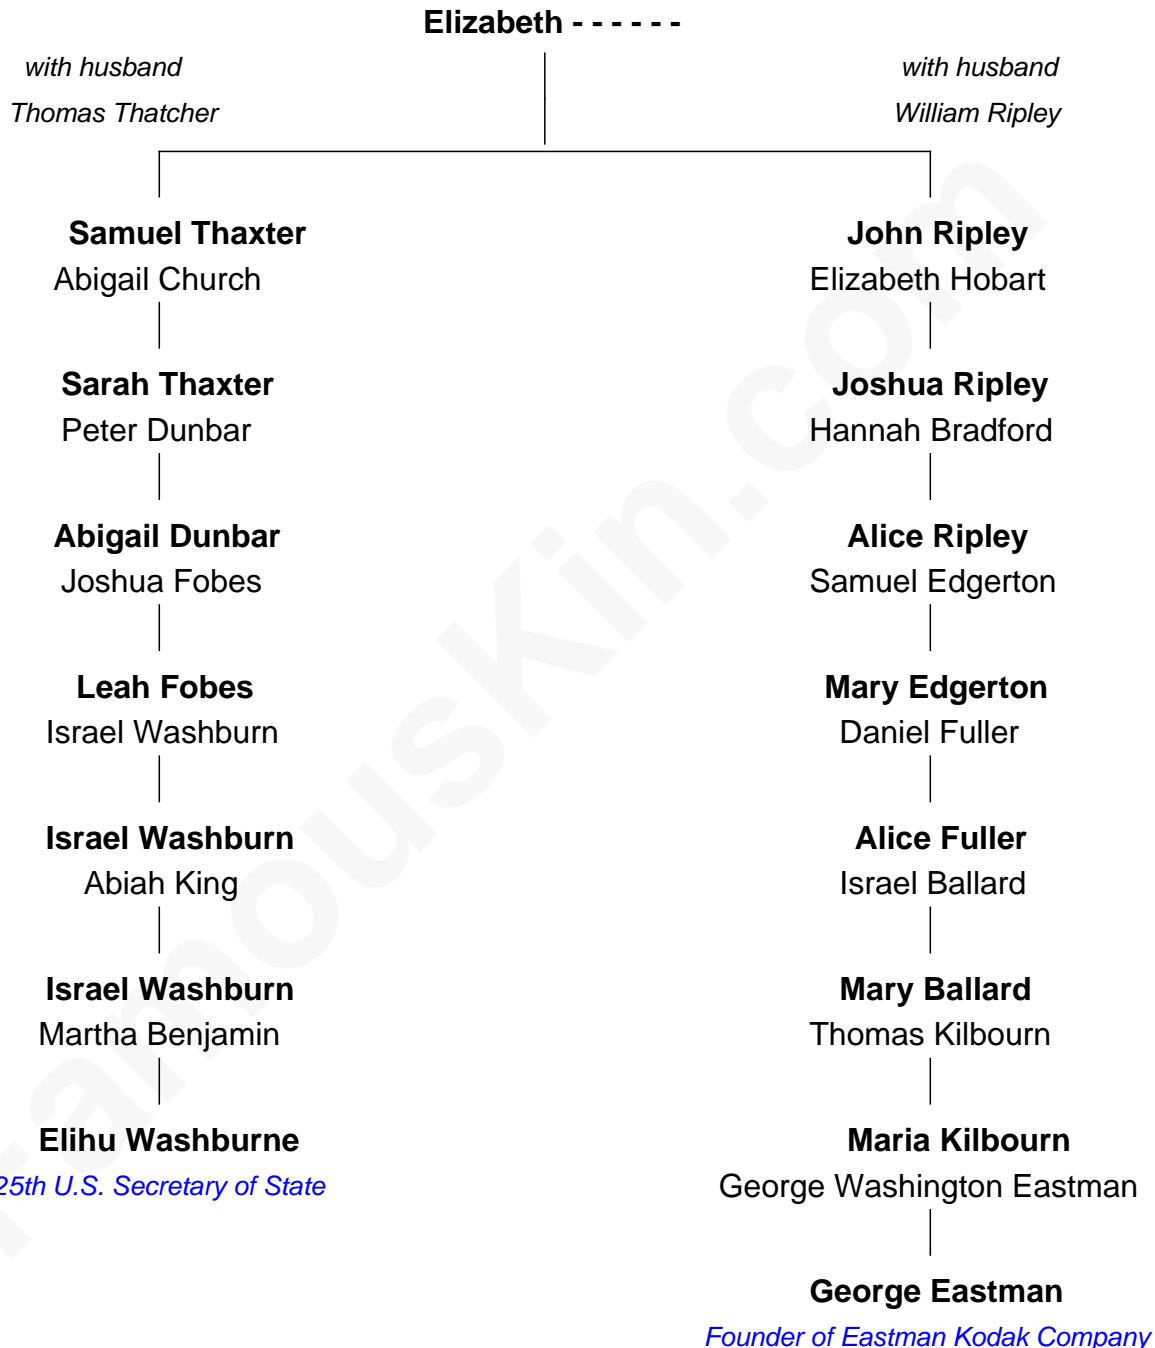 Elizabeth - - - - - -
with husband
Thomas Thatcher
with husband
William Ripley
Samuel Thaxter
Abigail Church
John Ripley
Elizabeth Hobart
Sarah Thaxter
Peter Dunbar
Joshua Ripley
Hannah Bradford
Abigail Dunbar
Joshua Fobes
Alice Ripley
Samuel Edgerton
Leah Fobes
Israel Washburn
Mary Edgerton
Daniel Fuller
Israel Washburn
Abiah King
Alice Fuller
Israel Ballard
Israel Washburn
Martha Benjamin
Mary Ballard
Thomas Kilbourn
Elihu Washburne
25th U.S. Secretary of State
Maria Kilbourn
George Washington Eastman
George Eastman
Founder of Eastman Kodak Company
FamousKin.com